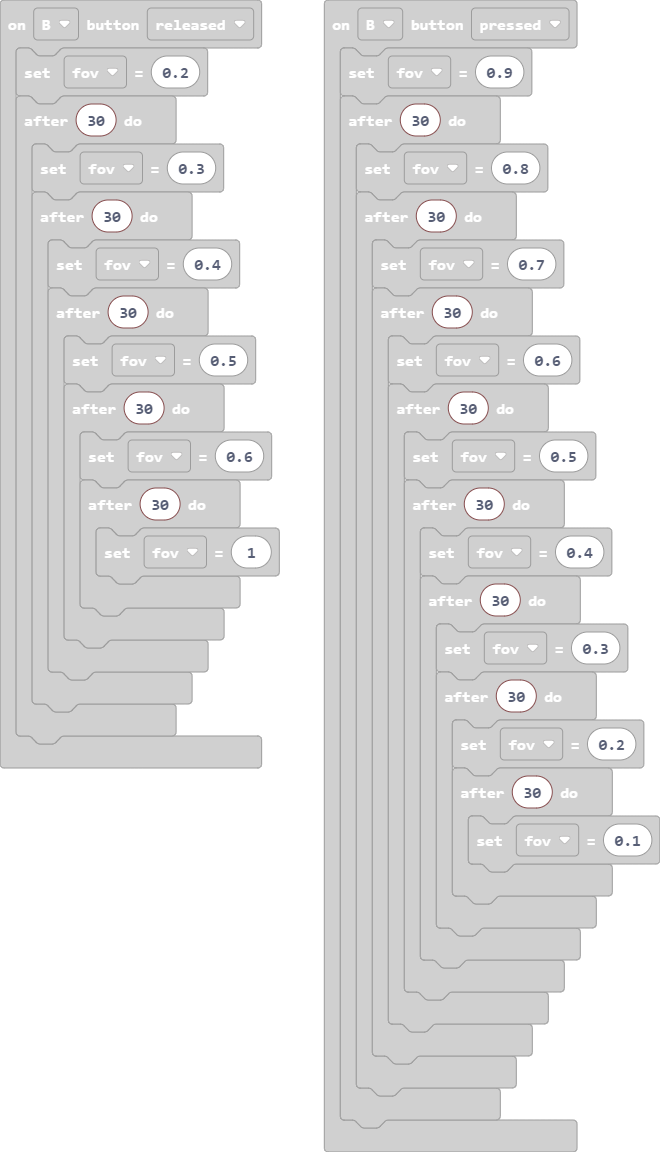 on B button released
set fov = 0.2
after 30 do
set fov = 0.3
after 30 do
set fov = 0.4
after 30 do
set fov = 0.5
after 30 do
set fov = 0.6
after 30 do
set fov = 1
on B button pressed
set fov = 0.9
after 30 do
set fov = 0.8
after 30 do
set fov = 0.7
after 30 do
set fov = 0.6
after 30 do
set fov = 0.5
after 30 do
set fov = 0.4
after 30 do
set fov = 0.3
after 30 do
set fov = 0.2
after 30 do
set fov = 0.1